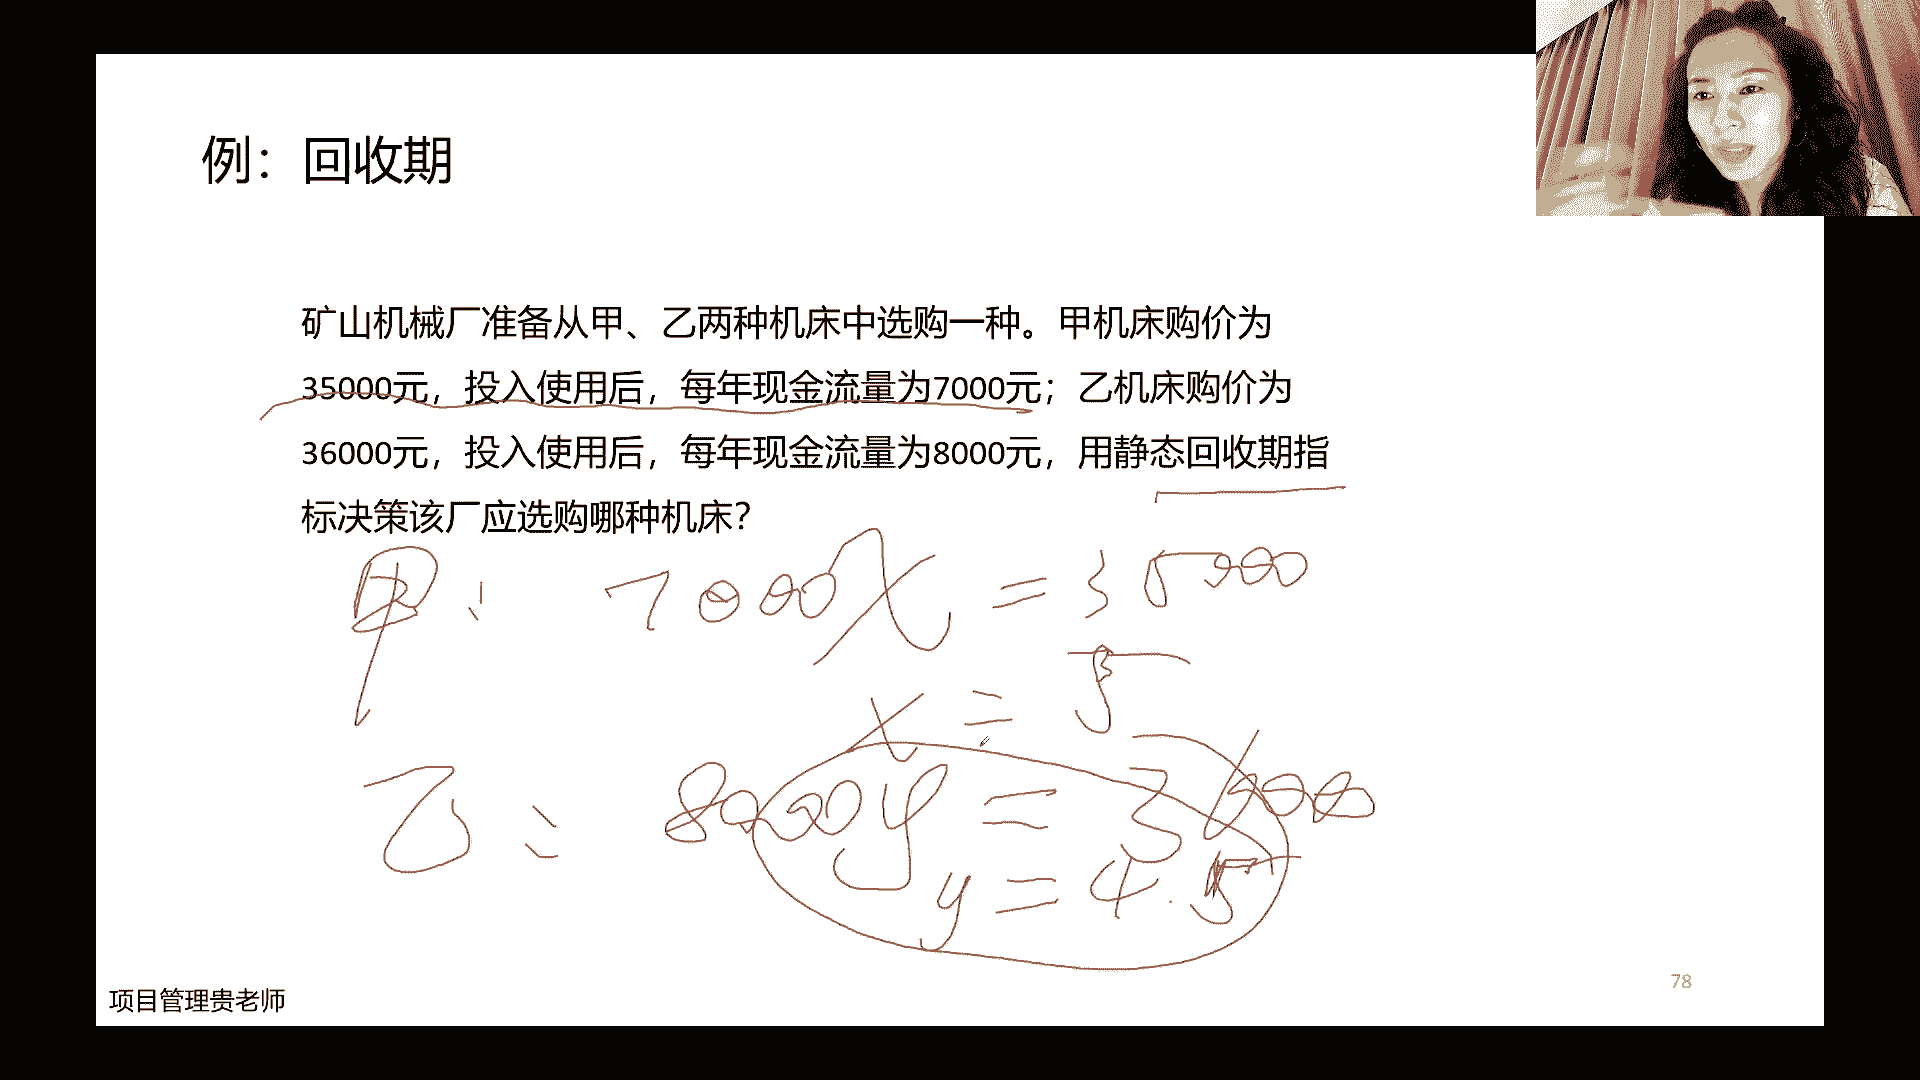 例：回收期
矿山机械厂准备从甲、乙两种机床中选购一种。甲机床购价为
35000元，投入使用后，每年现金流量为7000元；乙机床购价为
36000元，投入使用后，每年现金流量为8000元，用静态回收期指
标决策该厂应选购哪种机床？
甲： 7000x = 35000
x = 5
乙： 8000y = 36000
y = 4.5
项目管理贵老师
78